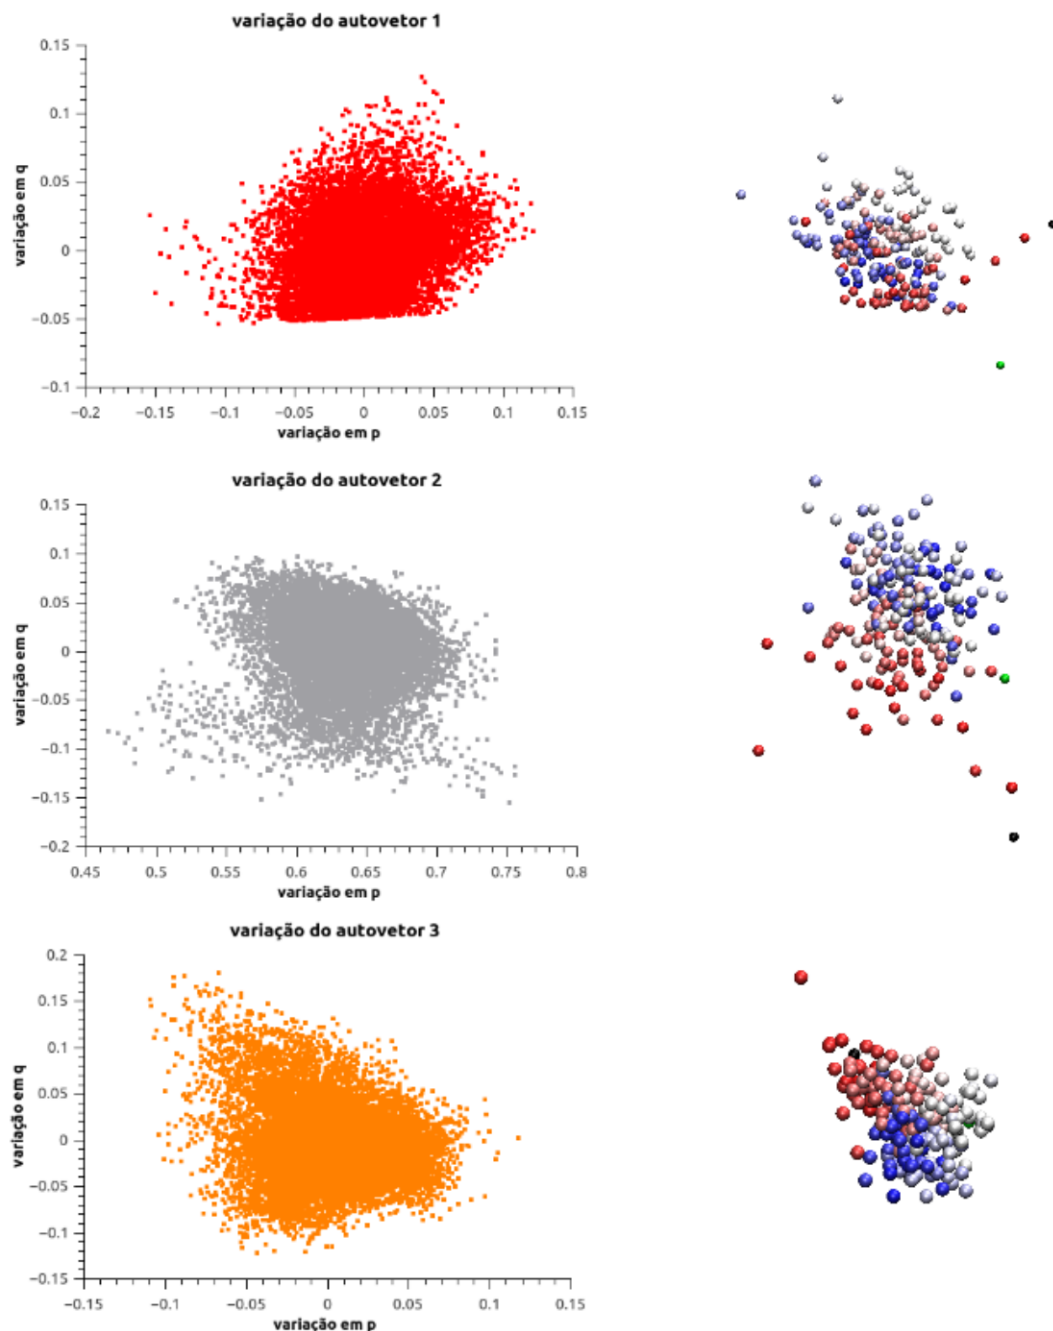 variação do autovetor 1
0.15
0.1
0.05
0
−0.05
−0.1
variação em q
−0.2 −0.15 −0.1 −0.05 0 0.05 0.1 0.15
variação em p
variação do autovetor 2
0.15
0.1
0.05
0
−0.05
−0.1
−0.15
−0.2
variação em q
0.45 0.5 0.55 0.6 0.65 0.7 0.75 0.8
variação em p
variação do autovetor 3
0.2
0.15
0.1
0.05
0
−0.05
−0.1
−0.15
variação em q
−0.15 −0.1 −0.05 0 0.05 0.1 0.15
variação em p